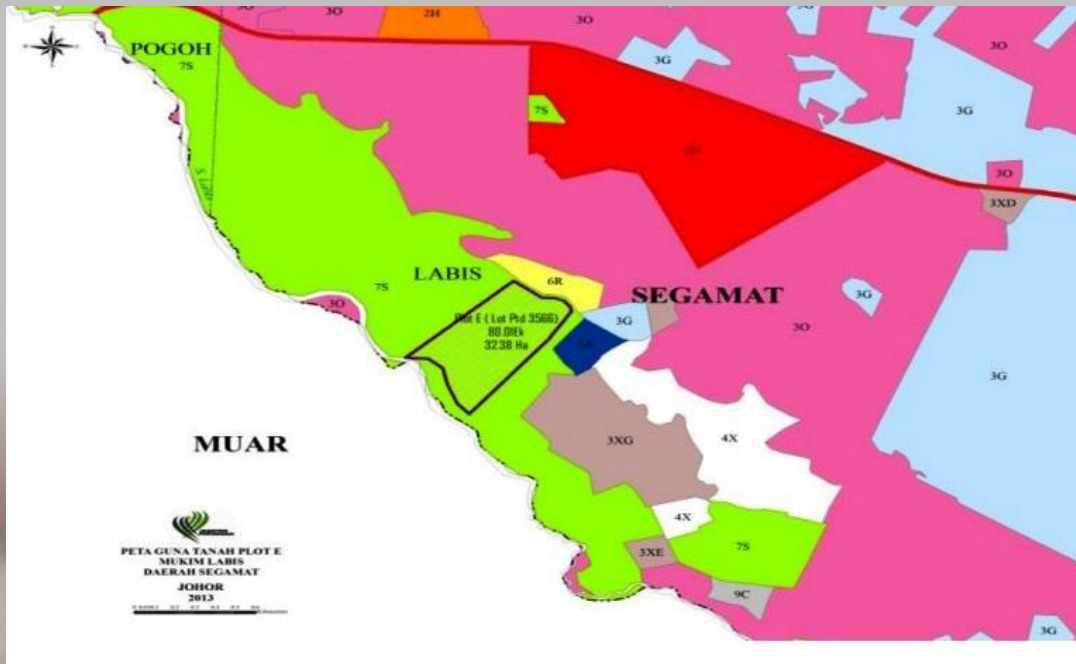 3O
2H
3O
3G
3O
POGOH
7S
3G
3O
7S
3G
3O
3XD
LABIS
6R
SEGAMAT
7S
3O
3G
3G
3O
Plot E ( Lot Ptd 3566)
80.01Ek
32.38 Ha
3G
MUAR
3XG
4X
4X
7S
3XE
9C
3G
PETA GUNA TANAH PLOT E
MUKIM LABIS
DAERAH SEGAMAT
JOHOR
2013